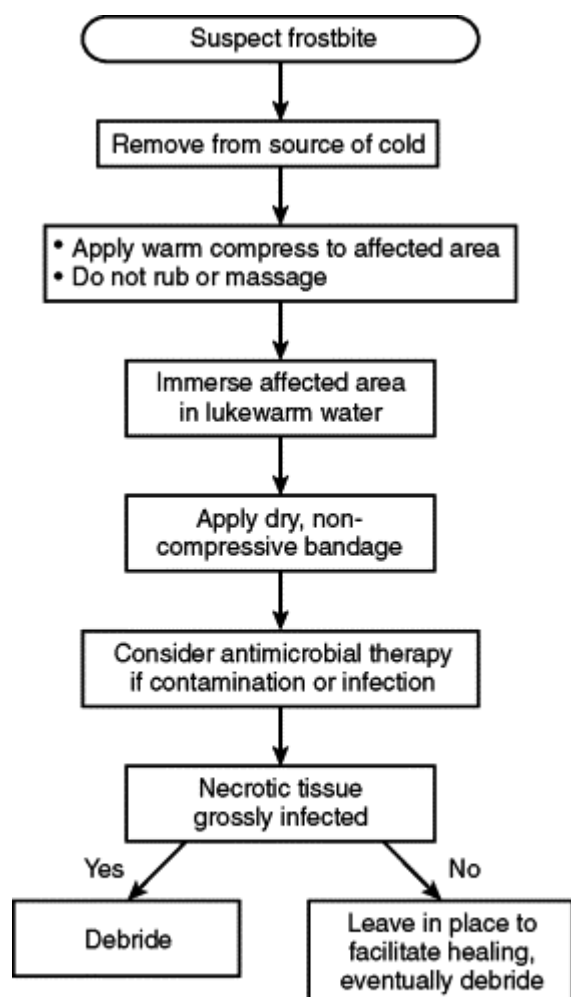 Suspect frostbite
Remove from source of cold
• Apply warm compress to affected area
• Do not rub or massage
Immerse affected area
in lukewarm water
Apply dry, non-
compressive bandage
Consider antimicrobial therapy
if contamination or infection
Necrotic tissue
grossly infected
Yes
No
Debride
Leave in place to
facilitate healing,
eventually debride